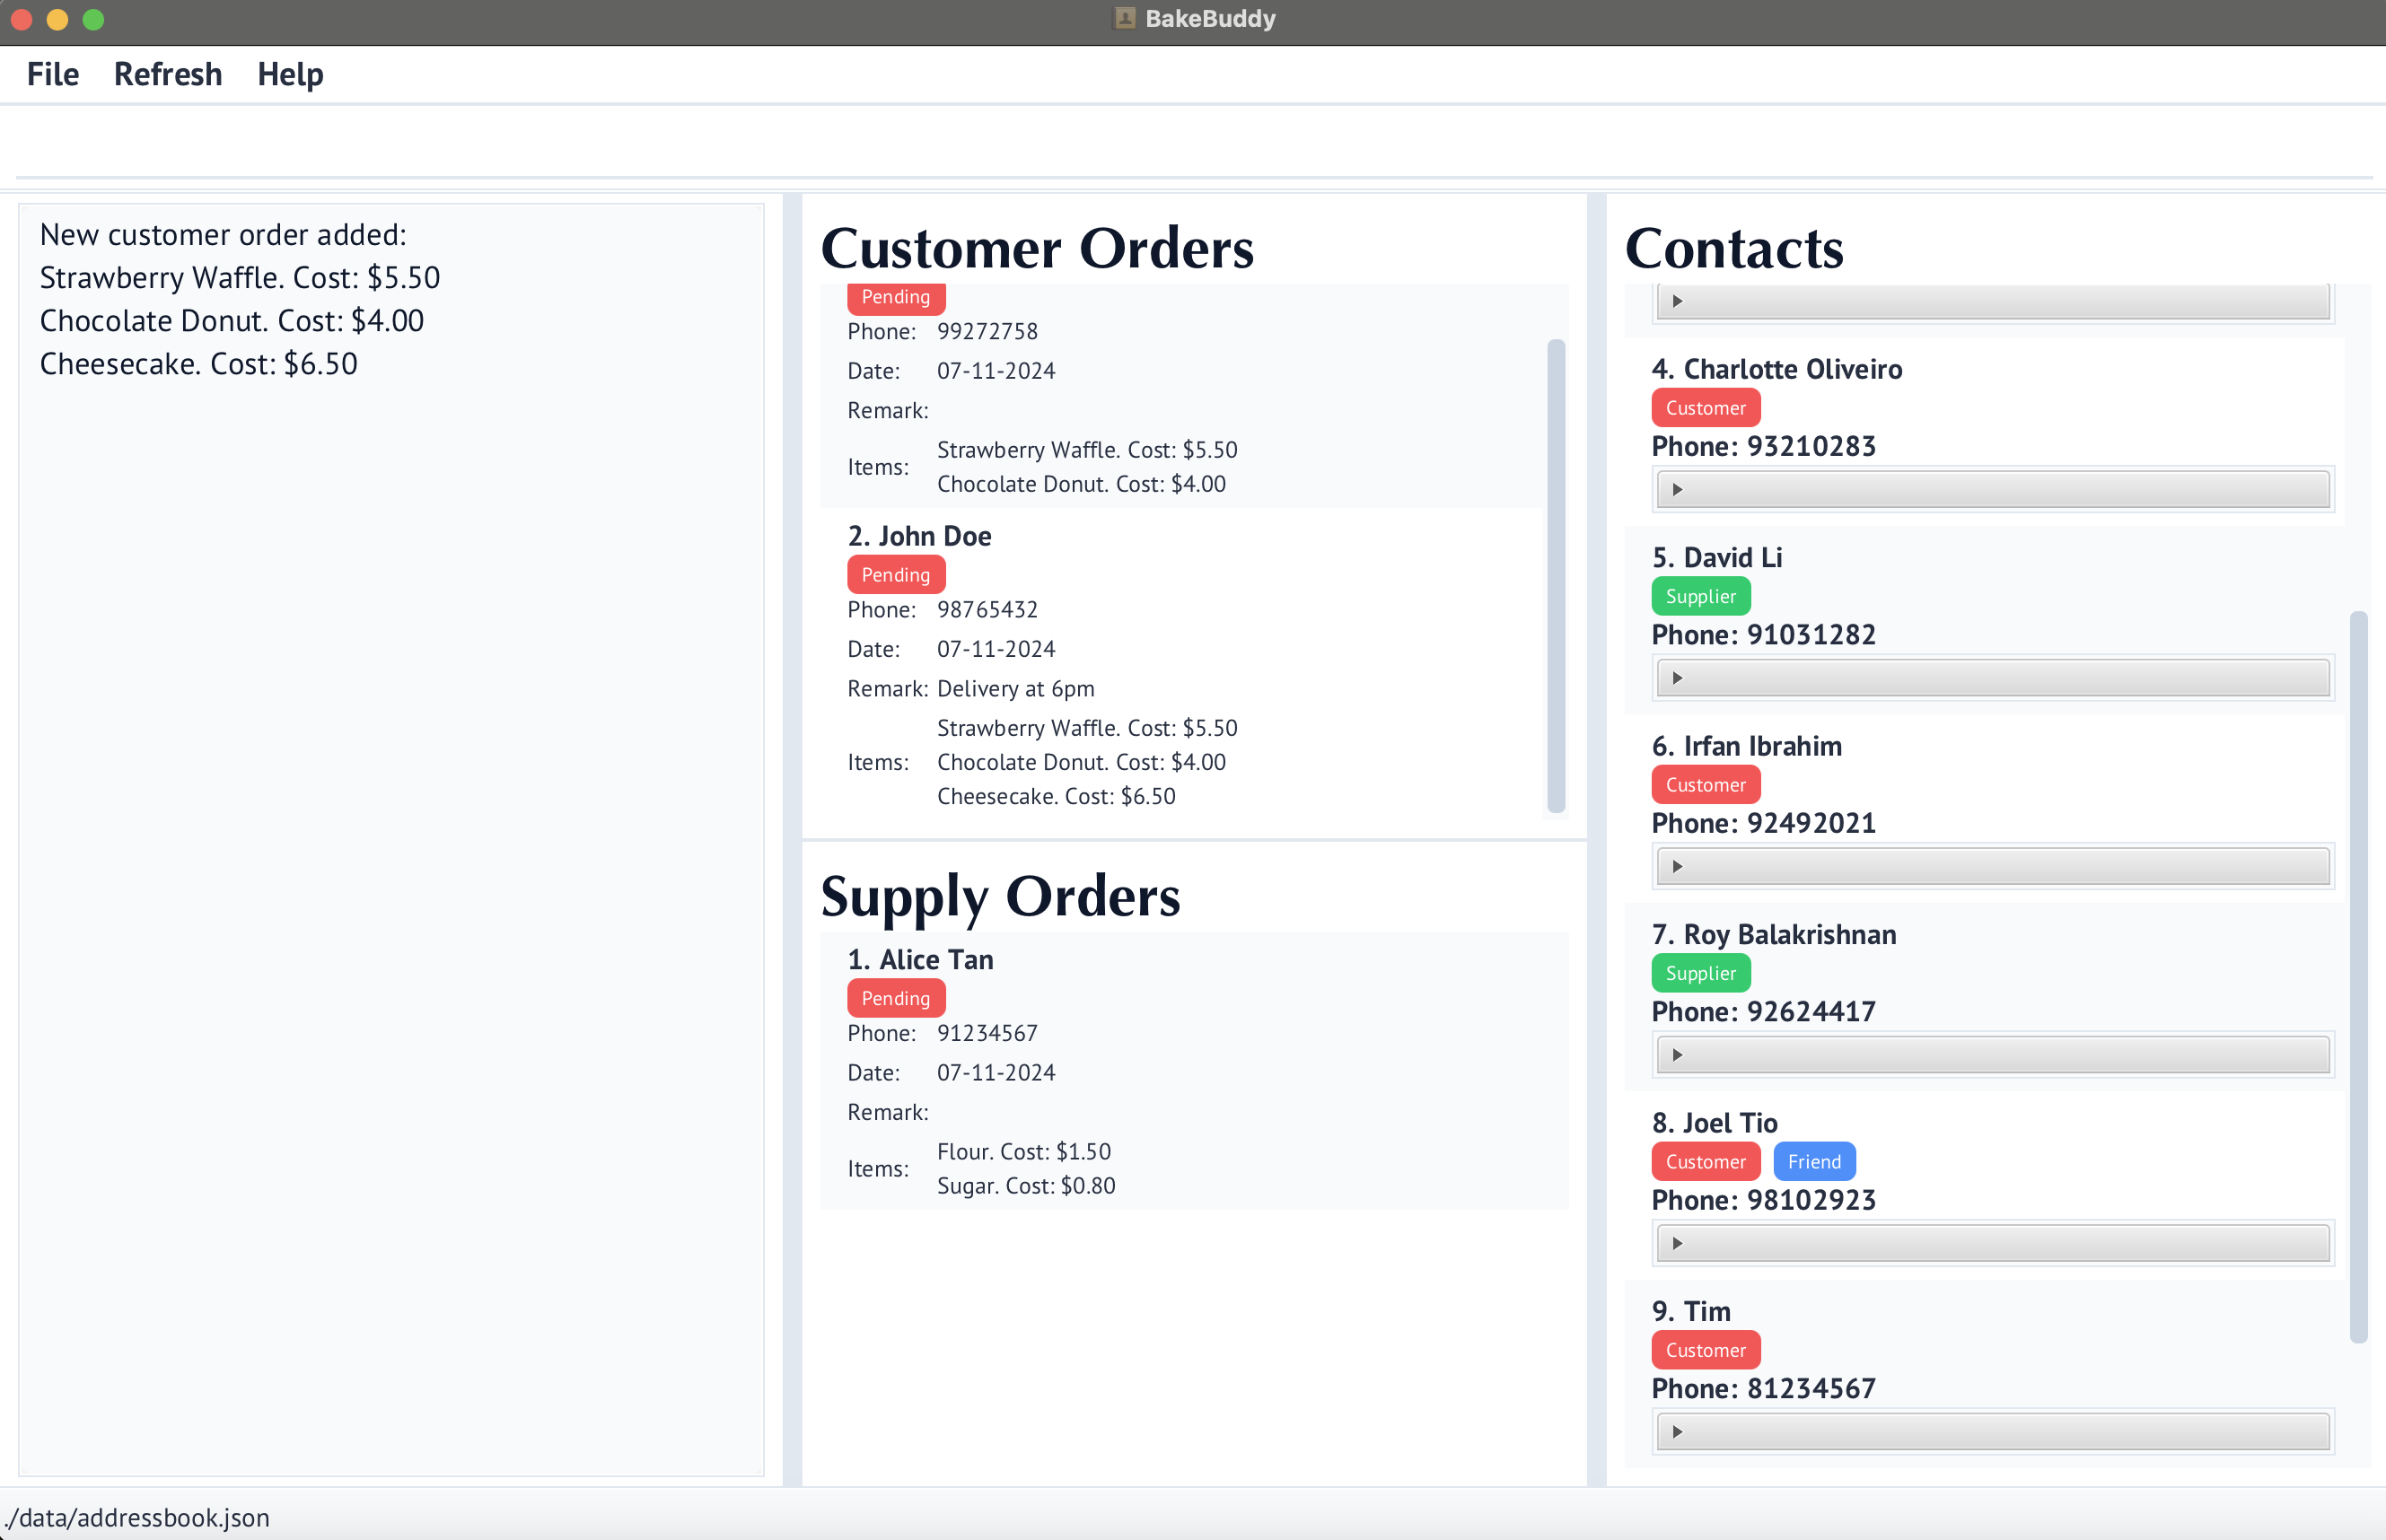 BakeBuddy
File Refresh Help
New customer order added:
Strawberry Waffle. Cost: $5.50
Chocolate Donut. Cost: $4.00
Cheesecake. Cost: $6.50
Customer Orders
Pending
Phone: 99272758
Date: 07-11-2024
Remark:
Items: Strawberry Waffle. Cost: $5.50
Chocolate Donut. Cost: $4.00
2. John Doe
Pending
Phone: 98765432
Date: 07-11-2024
Remark: Delivery at 6pm
Items: Strawberry Waffle. Cost: $5.50
Chocolate Donut. Cost: $4.00
Cheesecake. Cost: $6.50
Supply Orders
1. Alice Tan
Pending
Phone: 91234567
Date: 07-11-2024
Remark:
Items: Flour. Cost: $1.50
Sugar. Cost: $0.80
Contacts
4. Charlotte Oliveiro
Customer
Phone: 93210283
5. David Li
Supplier
Phone: 91031282
6. Irfan Ibrahim
Customer
Phone: 92492021
7. Roy Balakrishnan
Supplier
Phone: 92624417
8. Joel Tio
Customer Friend
Phone: 98102923
9. Tim
Customer
Phone: 81234567
./data/addressbook.json